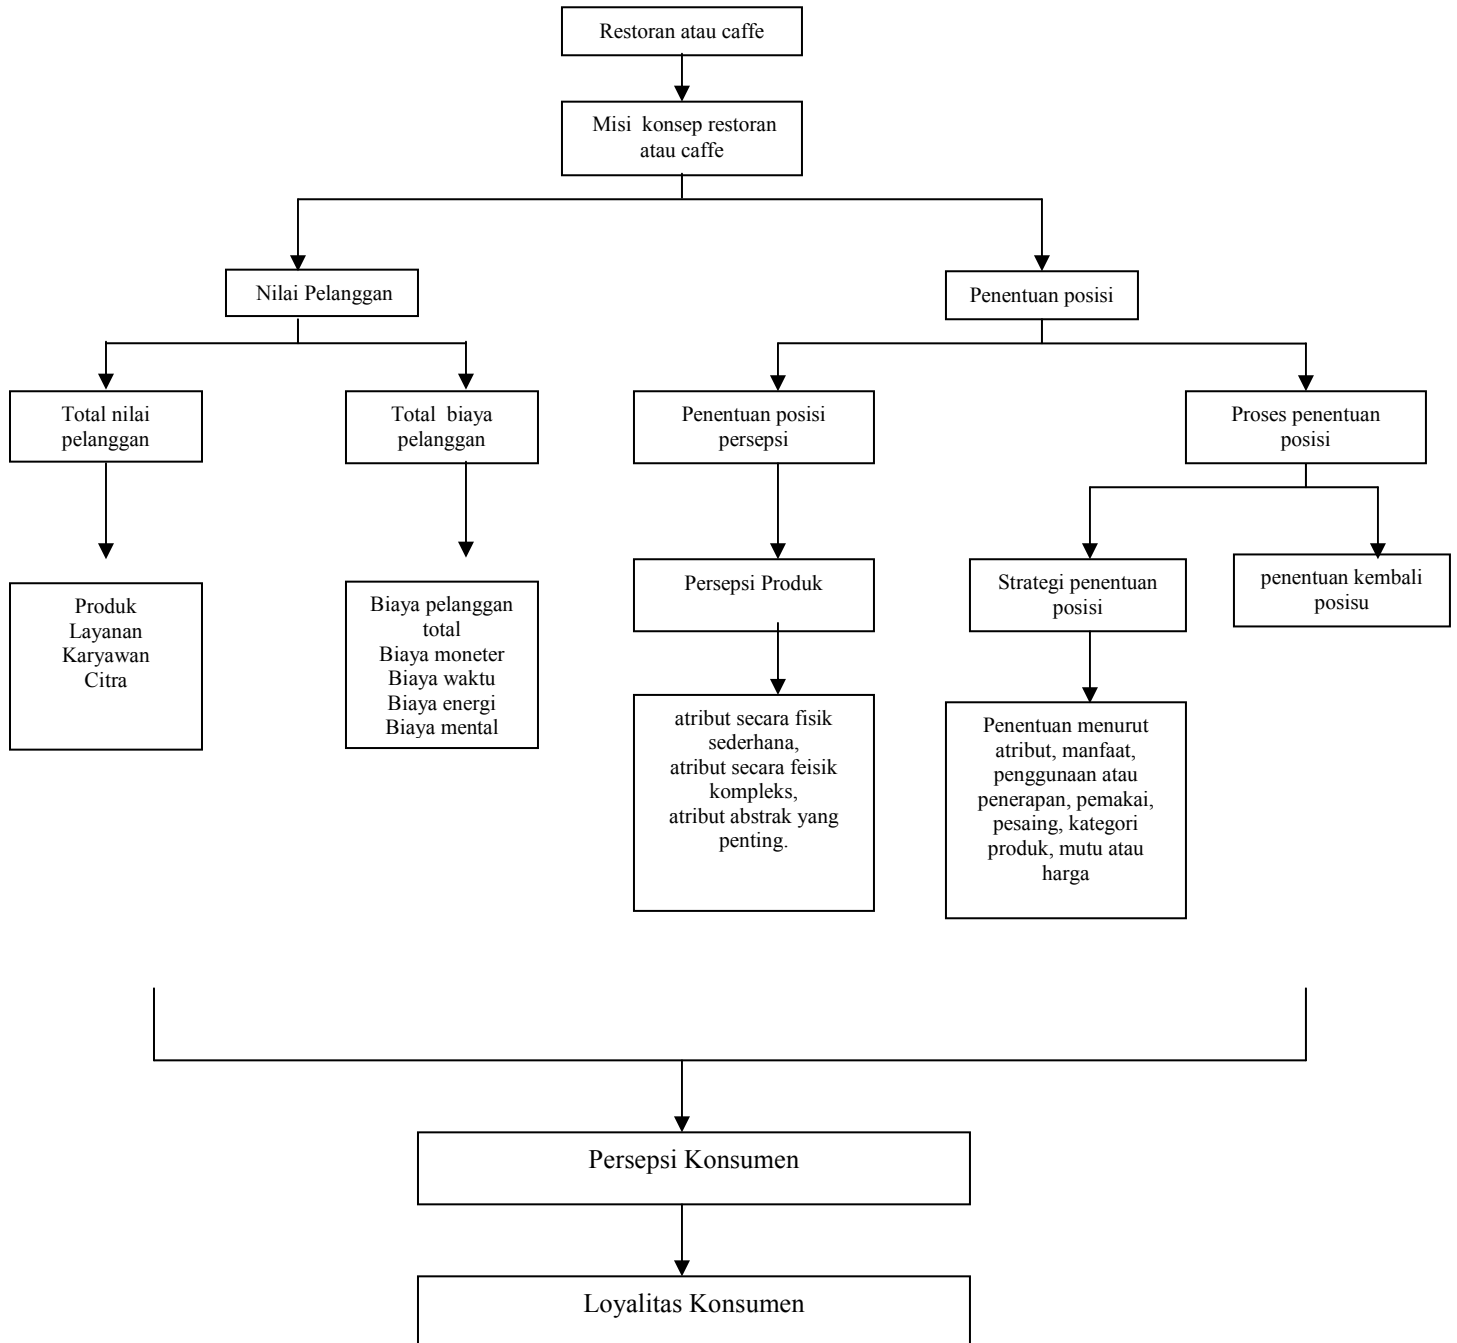 Restoran atau caffe
Misi konsep restoran
atau caffe
Nilai Pelanggan
Penentuan posisi
Total nilai
pelanggan
Total biaya
pelanggan
Penentuan posisi
persepsi
Proses penentuan
posisi
Produk
Layanan
Karyawan
Citra
Biaya pelanggan
total
Biaya moneter
Biaya waktu
Biaya energi
Biaya mental
Persepsi Produk
Strategi penentuan
posisi
penentuan kembali
posisu
atribut secara fisik
sederhana,
atribut secara feisik
kompleks,
atribut abstrak yang
penting.
Penentuan menurut
atribut, manfaat,
penggunaan atau
penerapan, pemakai,
pesaing, kategori
produk, mutu atau
harga
Persepsi Konsumen
Loyalitas Konsumen